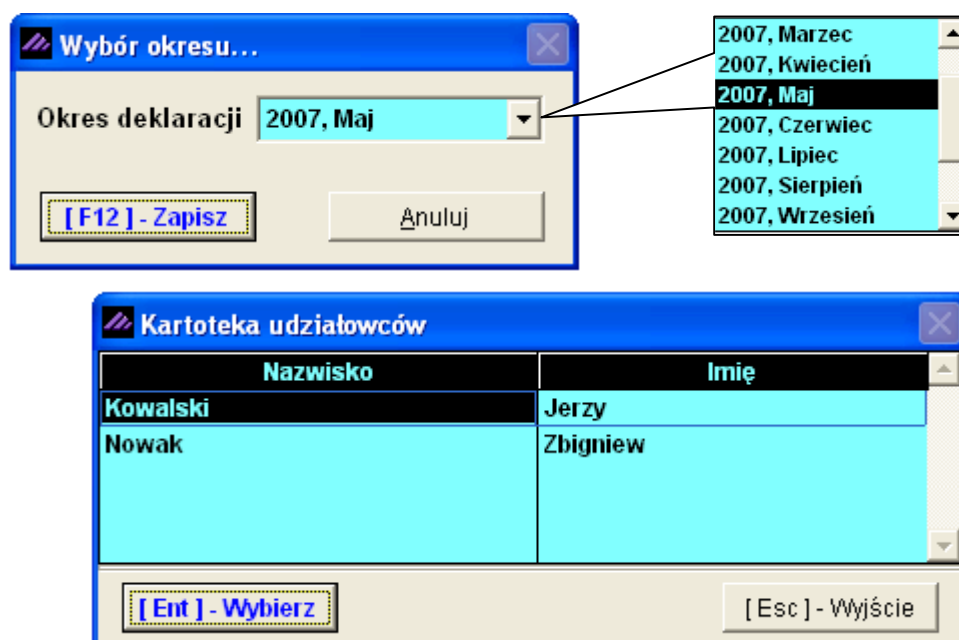 Wybór okresu...
Okres deklaracji 2007, Maj
[ F12 ] - Zapisz Anuluj
2007, Marzec
2007, Kwiecień
2007, Maj
2007, Czerwiec
2007, Lipiec
2007, Sierpień
2007, Wrzesień
Kartoteka udziałowców
Nazwisko Imię
Kowalski Jerzy
Nowak Zbigniew
[ Ent ] - Wybierz [ Esc ] - Wyjście